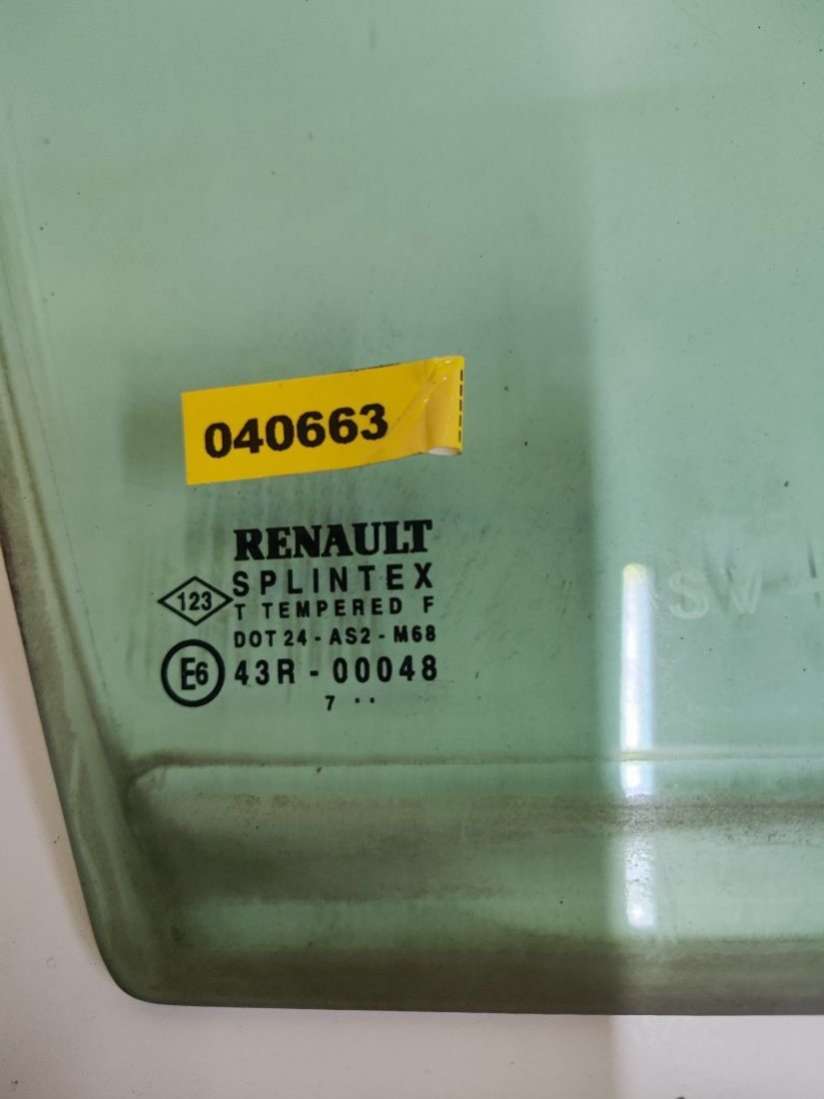 040663
RENAULT
SPLINTEX
123
T TEMPERED F
DOT 24 - AS2 - M68
E6 43R - 00048
7 ..